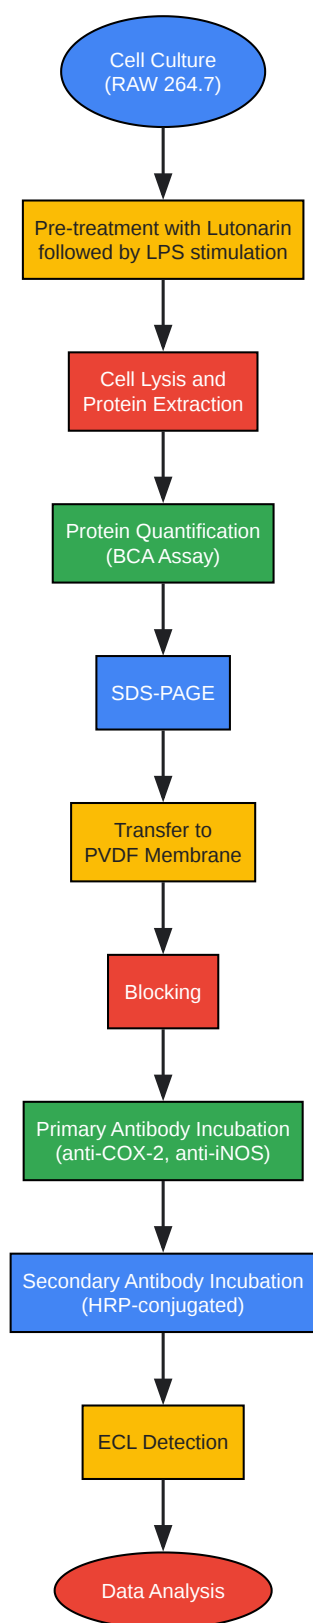 Cell Culture
(RAW 264.7)
Pre-treatment with Lutonarin
followed by LPS stimulation
Cell Lysis and
Protein Extraction
Protein Quantification
(BCA Assay)
SDS-PAGE
Transfer to
PVDF Membrane
Blocking
Primary Antibody Incubation
(anti-COX-2, anti-iNOS)
Secondary Antibody Incubation
(HRP-conjugated)
ECL Detection
Data Analysis